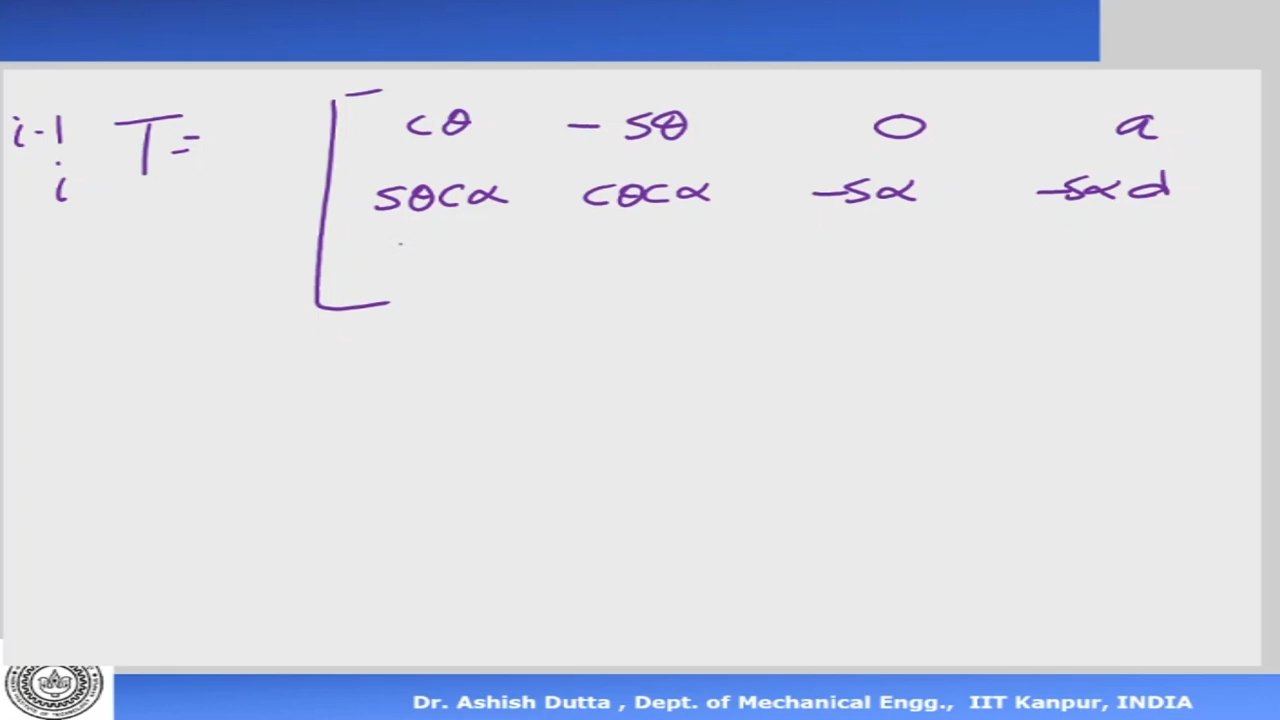 i-1 T = [ cθ - sθ 0 a
i sθcα cθcα -sα -sαd
Dr. Ashish Dutta , Dept. of Mechanical Engg., IIT Kanpur, INDIA